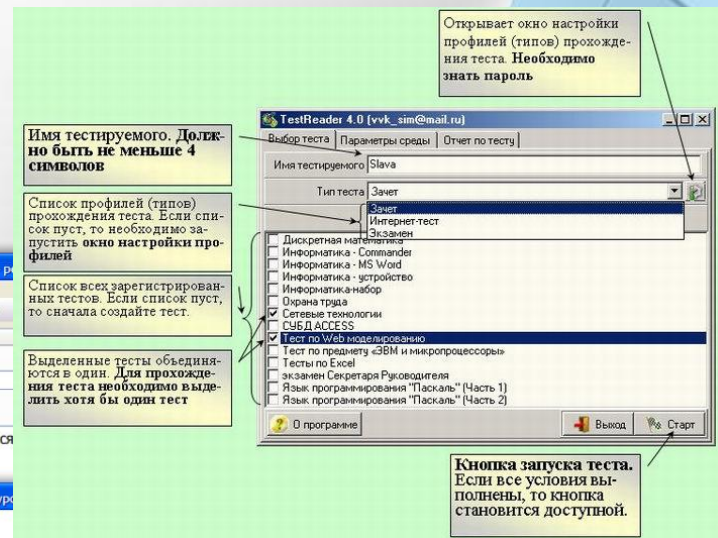 Открывает окно настройки
профилей (типов) прохожде-
ния теста. Необходимо
знать пароль
TestReader 4.0 (vvk_sim@mail.ru)
Выбор теста
Параметры среды
Отчет по тесту
Имя тестируемого. Долж-
но быть не меньше 4
символов
Имя тестируемого Slava
Тип теста Зачет
Зачет
Интернет-тест
Экзамен
Список профилей (типов)
прохождения теста. Если спи-
сок пуст, то необходимо за-
пустить окно настройки про-
филей
Список всех зарегистрирован-
ных тестов. Если список пуст,
то сначала создайте тест.
Выделенные тесты объединя-
ются в один. Для прохожде-
ния теста необходимо выде-
лить хотя бы один тест
Дискретная математика
Информатика - Commander
Информатика - MS Word
Информатика - устройство
Информатика-набор
Охрана труда
Сетевые технологии
СУБД ACCESS
Тест по Web моделированию
Тест по предмету «ЭВМ и микропроцессоры»
Тесты по Excel
экзамен Секретаря Руководителя
Язык программирования "Паскаль" (Часть 1)
Язык программирования "Паскаль" (Часть 2)
О программе
Выход
Старт
Кнопка запуска теста.
Если все условия вы-
полнены, то кнопка
становится доступной.